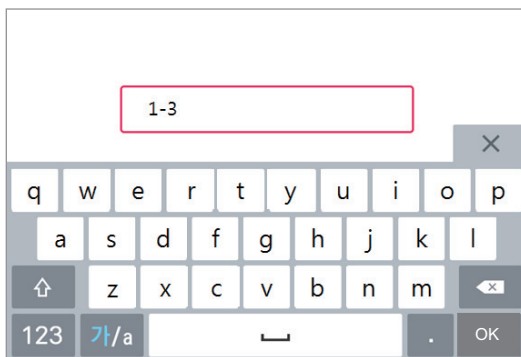 1-3
q w e r t y u i o p
a s d f g h j k l
z x c v b n m
123 가/a . OK